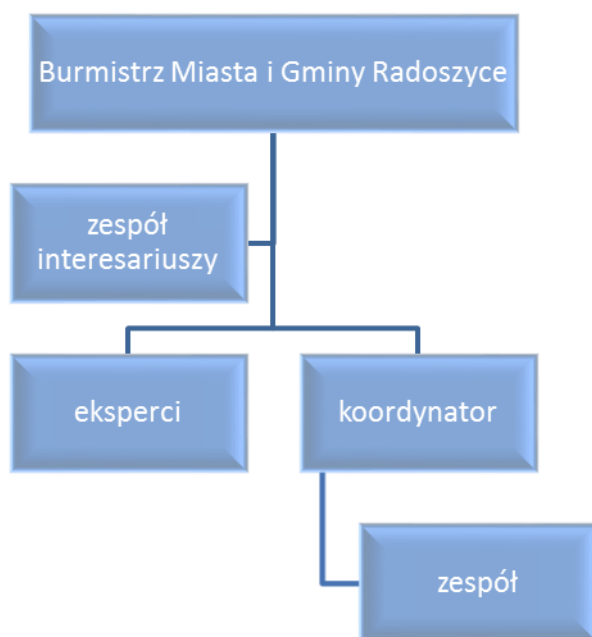 Burmistrz Miasta i Gminy Radoszyce
zespół
interesariuszy
eksperci
koordynator
zespół